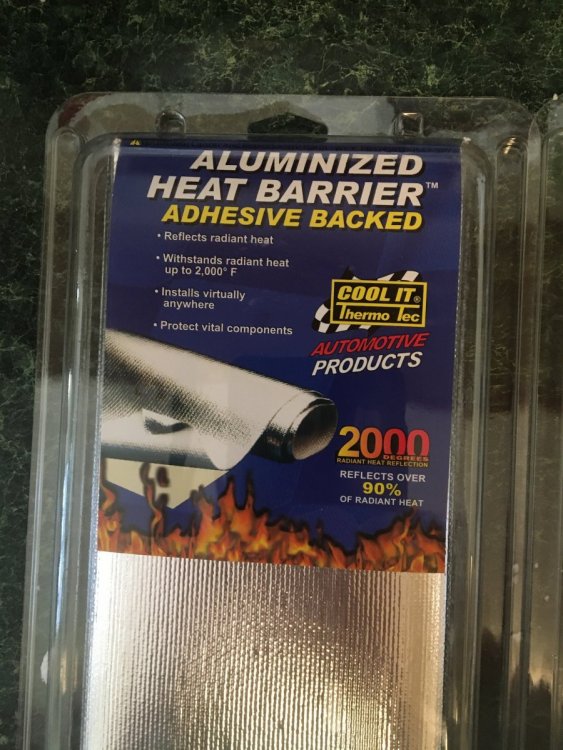 ALUMINIZED
HEAT BARRIER™
ADHESIVE BACKED
• Reflects radiant heat
• Withstands radiant heat
up to 2,000° F
• Installs virtually
anywhere
• Protect vital components
COOL IT®
Thermo Tec
AUTOMOTIVE
PRODUCTS
2000
DEGREES
RADIANT HEAT REFLECTION
REFLECTS OVER
90%
OF RADIANT HEAT